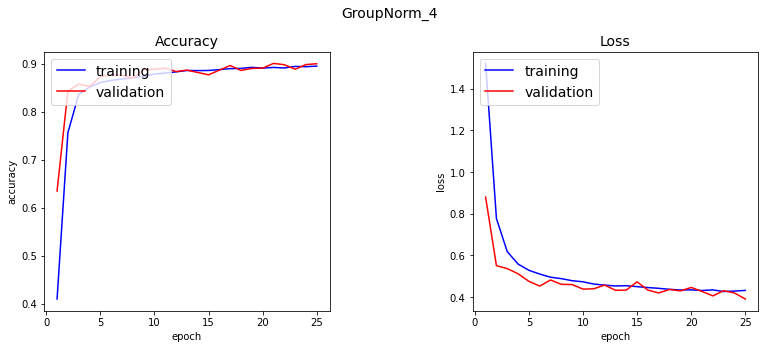 GroupNorm_4
Accuracy
training
validation
accuracy
0.9
0.8
0.7
0.6
0.5
0.4
0
5
10
15
20
25
epoch
Loss
training
validation
loss
1.4
1.2
1.0
0.8
0.6
0.4
0
5
10
15
20
25
epoch